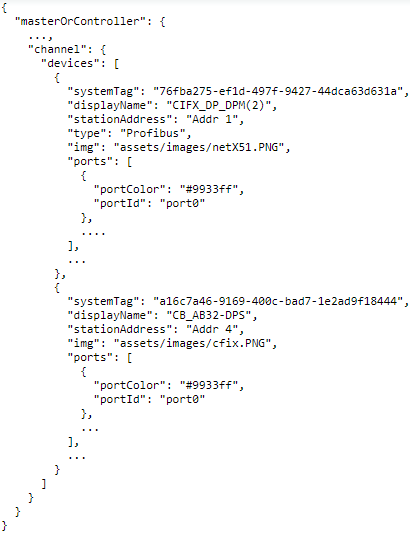 {
  "masterOrController": {
    ...,
    "channel": {
      "devices": [
        {
          "systemTag": "76fba275-ef1d-497f-9427-44dca63d631a",
          "displayName": "CIFX_DP_DPM(2)",
          "stationAddress": "Addr 1",
          "type": "Profibus",
          "img": "assets/images/netX51.PNG",
          "ports": [
            {
              "portColor": "#9933ff",
              "portId": "port0"
            },
            ....
          ],
          ...
        },
        {
          "systemTag": "a16c7a46-9169-400c-bad7-1e2ad9f18444",
          "displayName": "CB_AB32-DPS",
          "stationAddress": "Addr 4",
          "img": "assets/images/cfix.PNG",
          "ports": [
            {
              "portColor": "#9933ff",
              "portId": "port0"
            },
            ...
          ],
          ...
        }
      ]
    }
  }
}